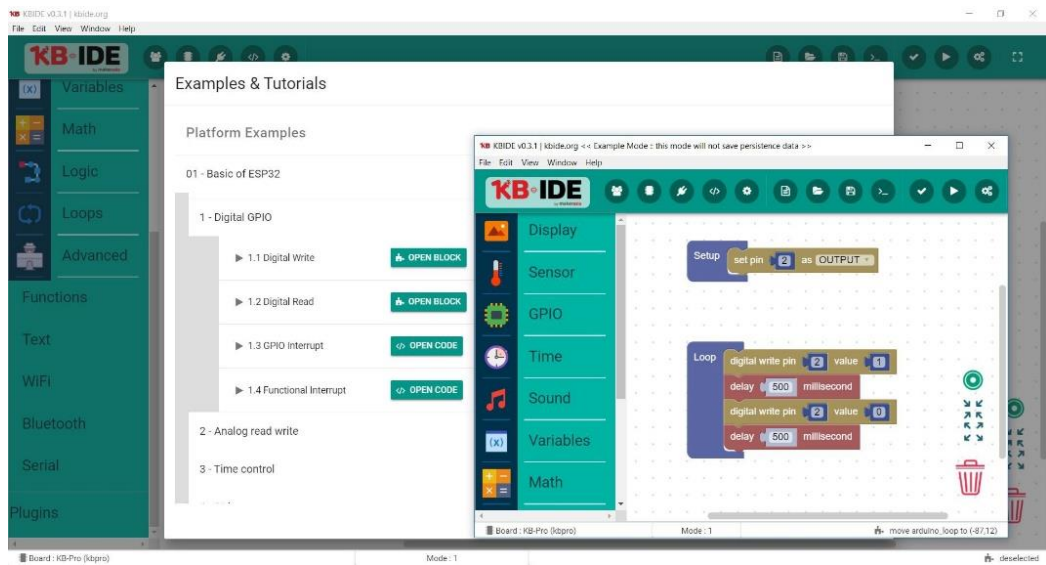 KBIDE v0.3.1 | kbide.org
File Edit View Window Help
KB-IDE
Variables
Math
Logic
Loops
Advanced
Functions
Text
WiFi
Bluetooth
Serial
Plugins
Examples & Tutorials
Platform Examples
01 - Basic of ESP32
1 - Digital GPIO
▶ 1.1 Digital Write OPEN BLOCK
▶ 1.2 Digital Read OPEN BLOCK
▶ 1.3 GPIO Interrupt </> OPEN CODE
▶ 1.4 Functional Interrupt </> OPEN CODE
2 - Analog read write
3 - Time control
KBIDE v0.3.1 | kbide.org << Example Mode :: this mode will not save persistence data >>
File Edit View Window Help
KB-IDE
Display
Sensor
GPIO
Time
Sound
Variables
Math
Setup set pin 2 as OUTPUT
Loop digital write pin 2 value 1
delay 500 millisecond
digital write pin 2 value 0
delay 500 millisecond
Board : KB-Pro (kbpro) Mode : 1 move arduino_loop to (-87,12)
Board : KB-Pro (kbpro) Mode : 1 deselected